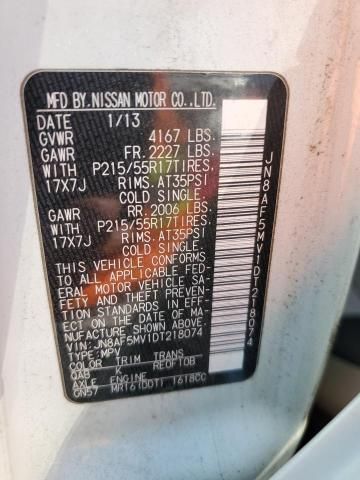 MFD BY.NISSAN MOTOR CO.,LTD.
DATE 1/13
GVWR 4167 LBS.
GAWR FR.2227 LBS.
WITH P215/55R17TIRES,
17X7J RIMS.AT35PSI
COLD SINGLE.
GAWR RR.2006 LBS.
WITH P215/55R17TIRES,
17X7J RIMS.AT35PSI
COLD SINGLE.
THIS VEHICLE CONFORMS
TO ALL APPLICABLE FED-
ERAL MOTOR VEHICLE SA-
FETY AND THEFT PREVEN-
TION STANDARDS IN EFF-
ECT ON THE DATE OF MA-
NUFACTURE SHOWN ABOVE.
JN8AF5MV1DT218074
MPV
COLOR TRIM TRANS
QAB K RE0F10B
AXLE ENGINE
GN57 MR16(DDT) 1618CC
JN8AF5MV1DT218074